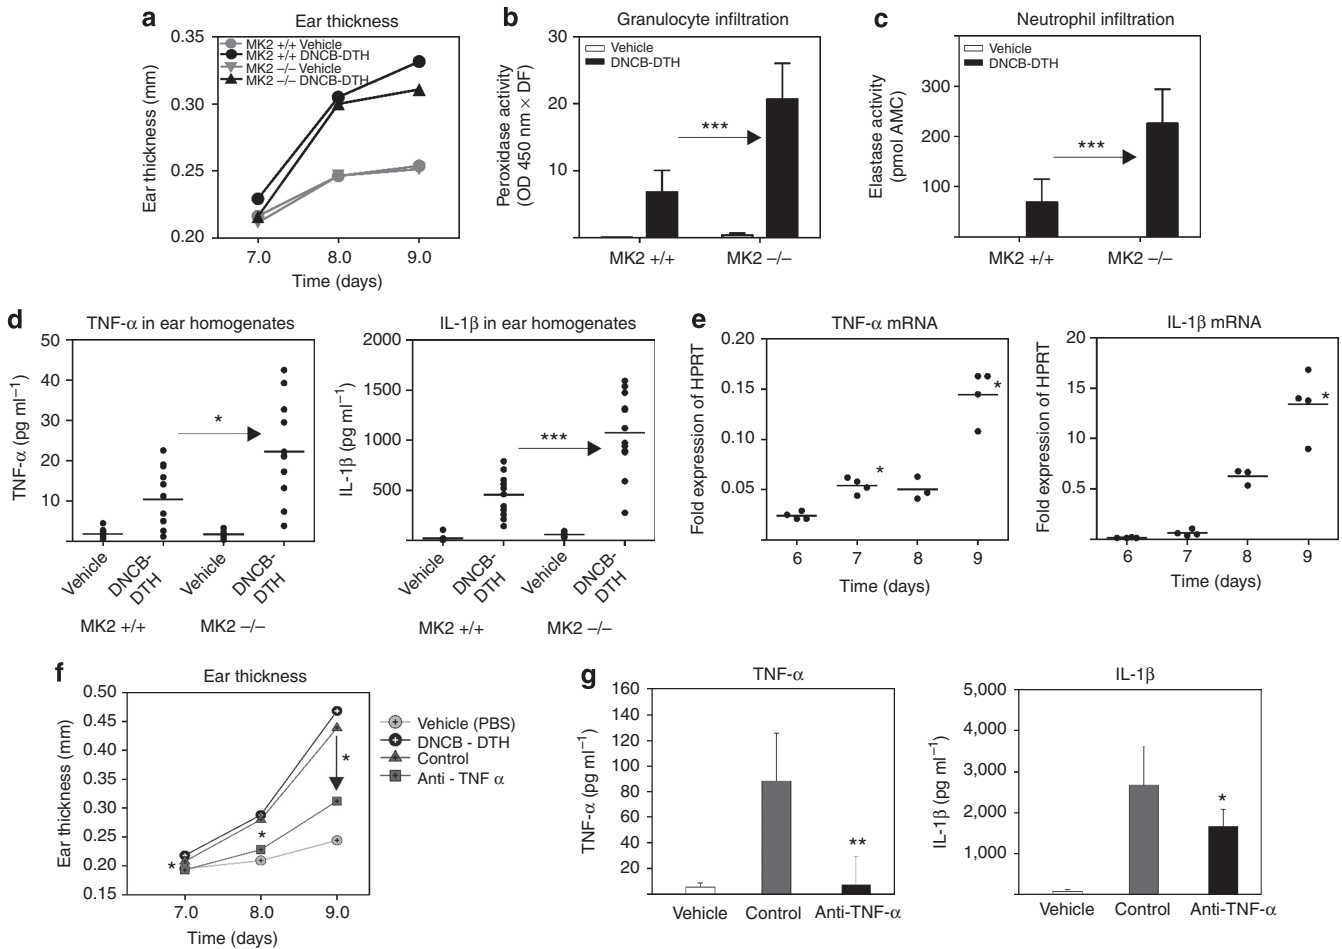 a
Ear thickness
0.35
0.30
0.25
0.20
Ear thickness (mm)
MK2 +/+ Vehicle
MK2 +/+ DNCB-DTH
MK2 –/– Vehicle
MK2 –/– DNCB-DTH
7.0 8.0 9.0
Time (days)
b
Granulocyte infiltration
30
20
10
Peroxidase activity
(OD 450 nm × DF)
Vehicle
DNCB-DTH
***
MK2 +/+ MK2 –/–
c
Neutrophil infiltration
300
200
100
Elastase activity
(pmol AMC)
Vehicle
DNCB-DTH
***
MK2 +/+ MK2 –/–
d
TNF-α in ear homogenates
50
40
30
20
10
TNF-α (pg ml–1)
*
Vehicle DNCB-DTH Vehicle DNCB-DTH
MK2 +/+ MK2 –/–
IL-1β in ear homogenates
2000
1500
1000
500
IL-1β (pg ml–1)
***
Vehicle DNCB-DTH Vehicle DNCB-DTH
MK2 +/+ MK2 –/–
e
TNF-α mRNA
0.20
0.15
0.10
0.05
Fold expression of HPRT
*
*
6 7 8 9
Time (days)
IL-1β mRNA
20
15
10
0.5
Fold expression of HPRT
*
6 7 8 9
Time (days)
f
Ear thickness
0.50
0.45
0.40
0.35
0.30
0.25
0.20
0.15
Ear thickness (mm)
*
*
*
7.0 8.0 9.0
Time (days)
Vehicle (PBS)
DNCB - DTH
Control
Anti - TNF α
g
TNF-α
160
140
120
100
80
60
40
20
TNF-α (pg ml–1)
**
Vehicle Control Anti-TNF-α
IL-1β
5,000
4,000
3,000
2,000
1,000
IL-1β (pg ml–1)
*
Vehicle Control Anti-TNF-α